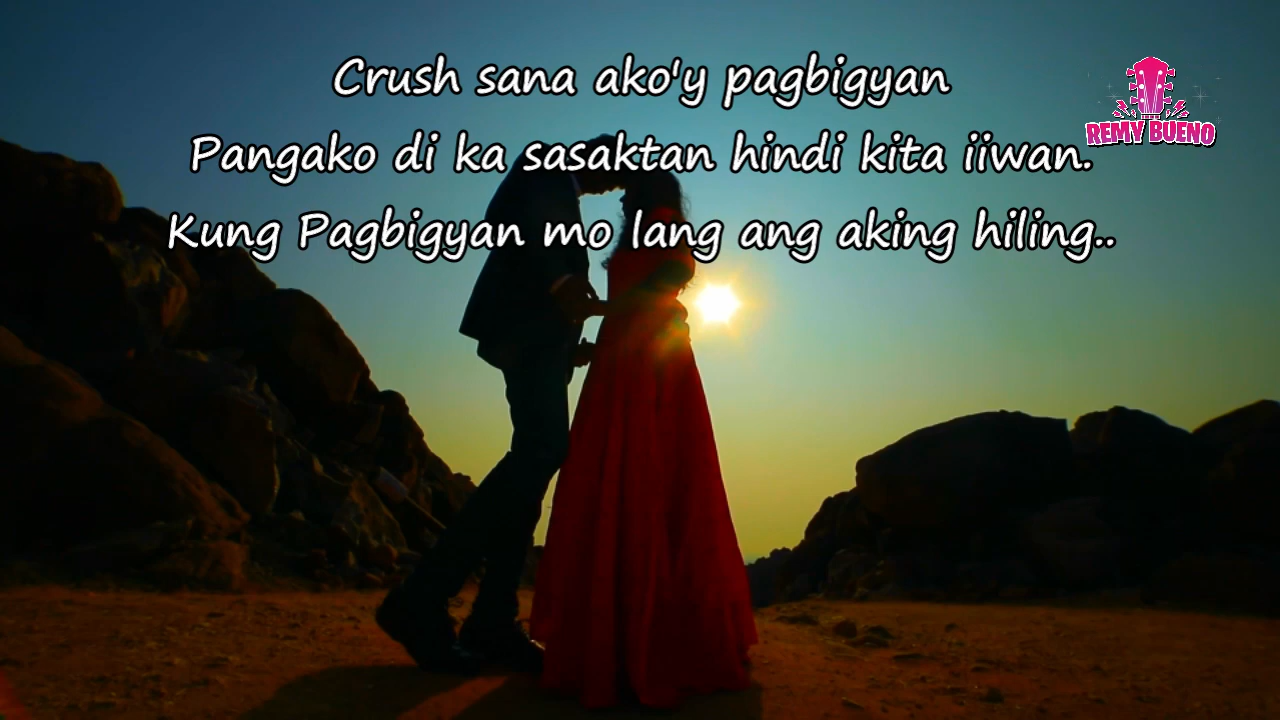 Crush sana ako'y pagbigyan
REMY BUENO
Pangako di ka sasaktan hindi kita iiwan.
Kung Pagbigyan mo lang ang aking hiling..